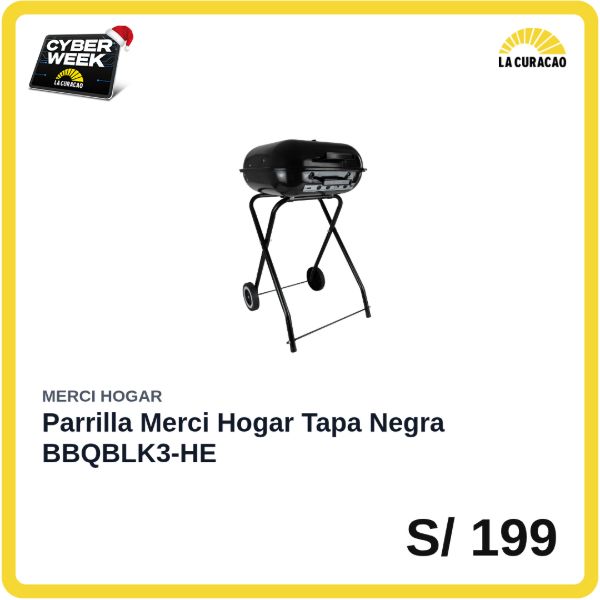 CYBER
WEEK
LA CURACAO
LA CURACAO
MERCI HOGAR
Parrilla Merci Hogar Tapa Negra
BBQBLK3-HE
S/ 199